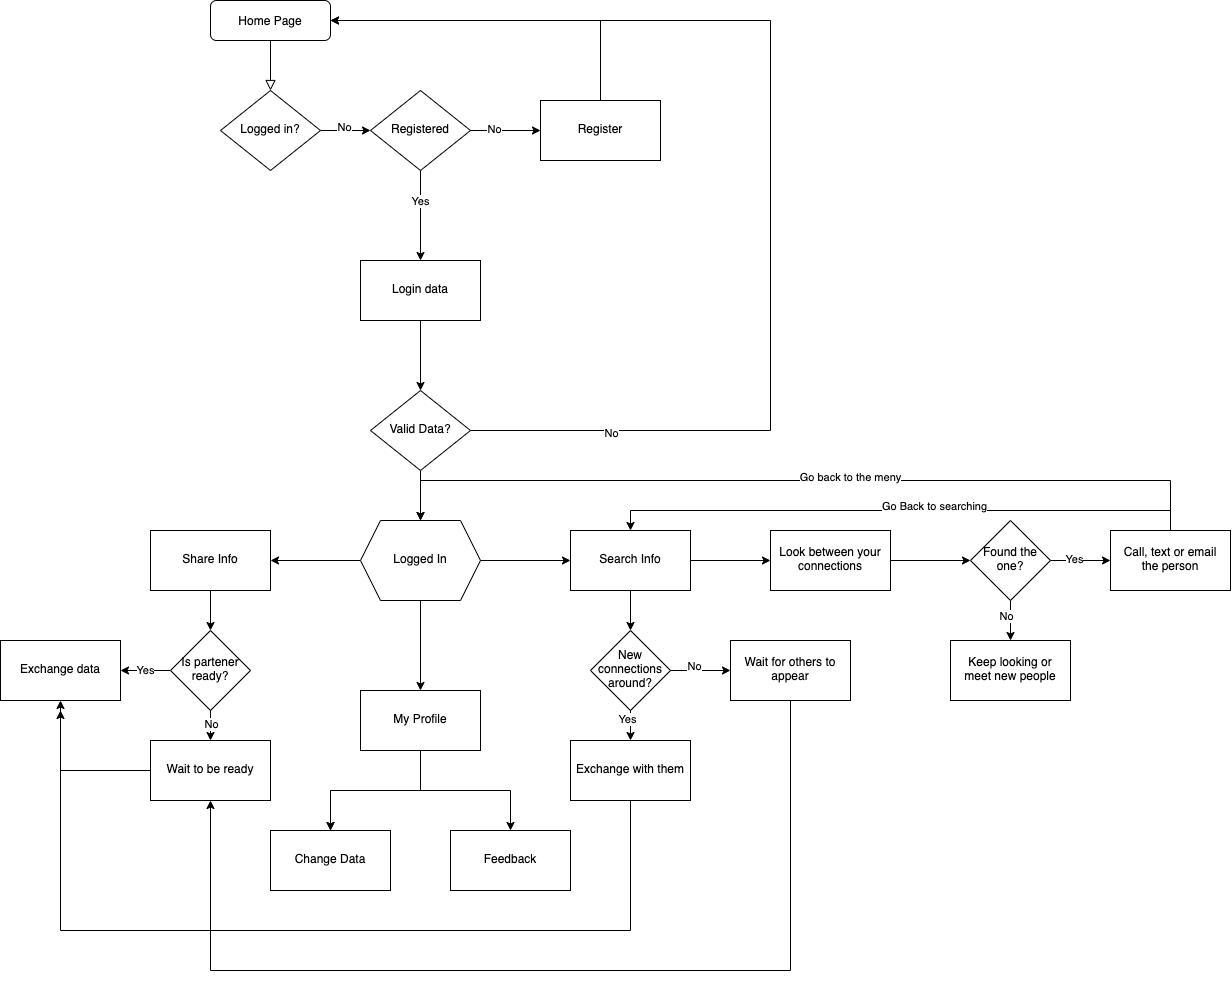 Home Page
Logged in?
No
Registered
No
Register
Yes
Login data
Valid Data?
No
Go back to the meny
Go Back to searching
Share Info
Logged In
Search Info
Look between your
connections
Found the
one?
Yes
Call, text or email
the person
No
Exchange data
Yes
Is partener
ready?
New
connections
around?
No
Wait for others to
appear
Keep looking or
meet new people
No
My Profile
Yes
Wait to be ready
Exchange with them
Change Data
Feedback